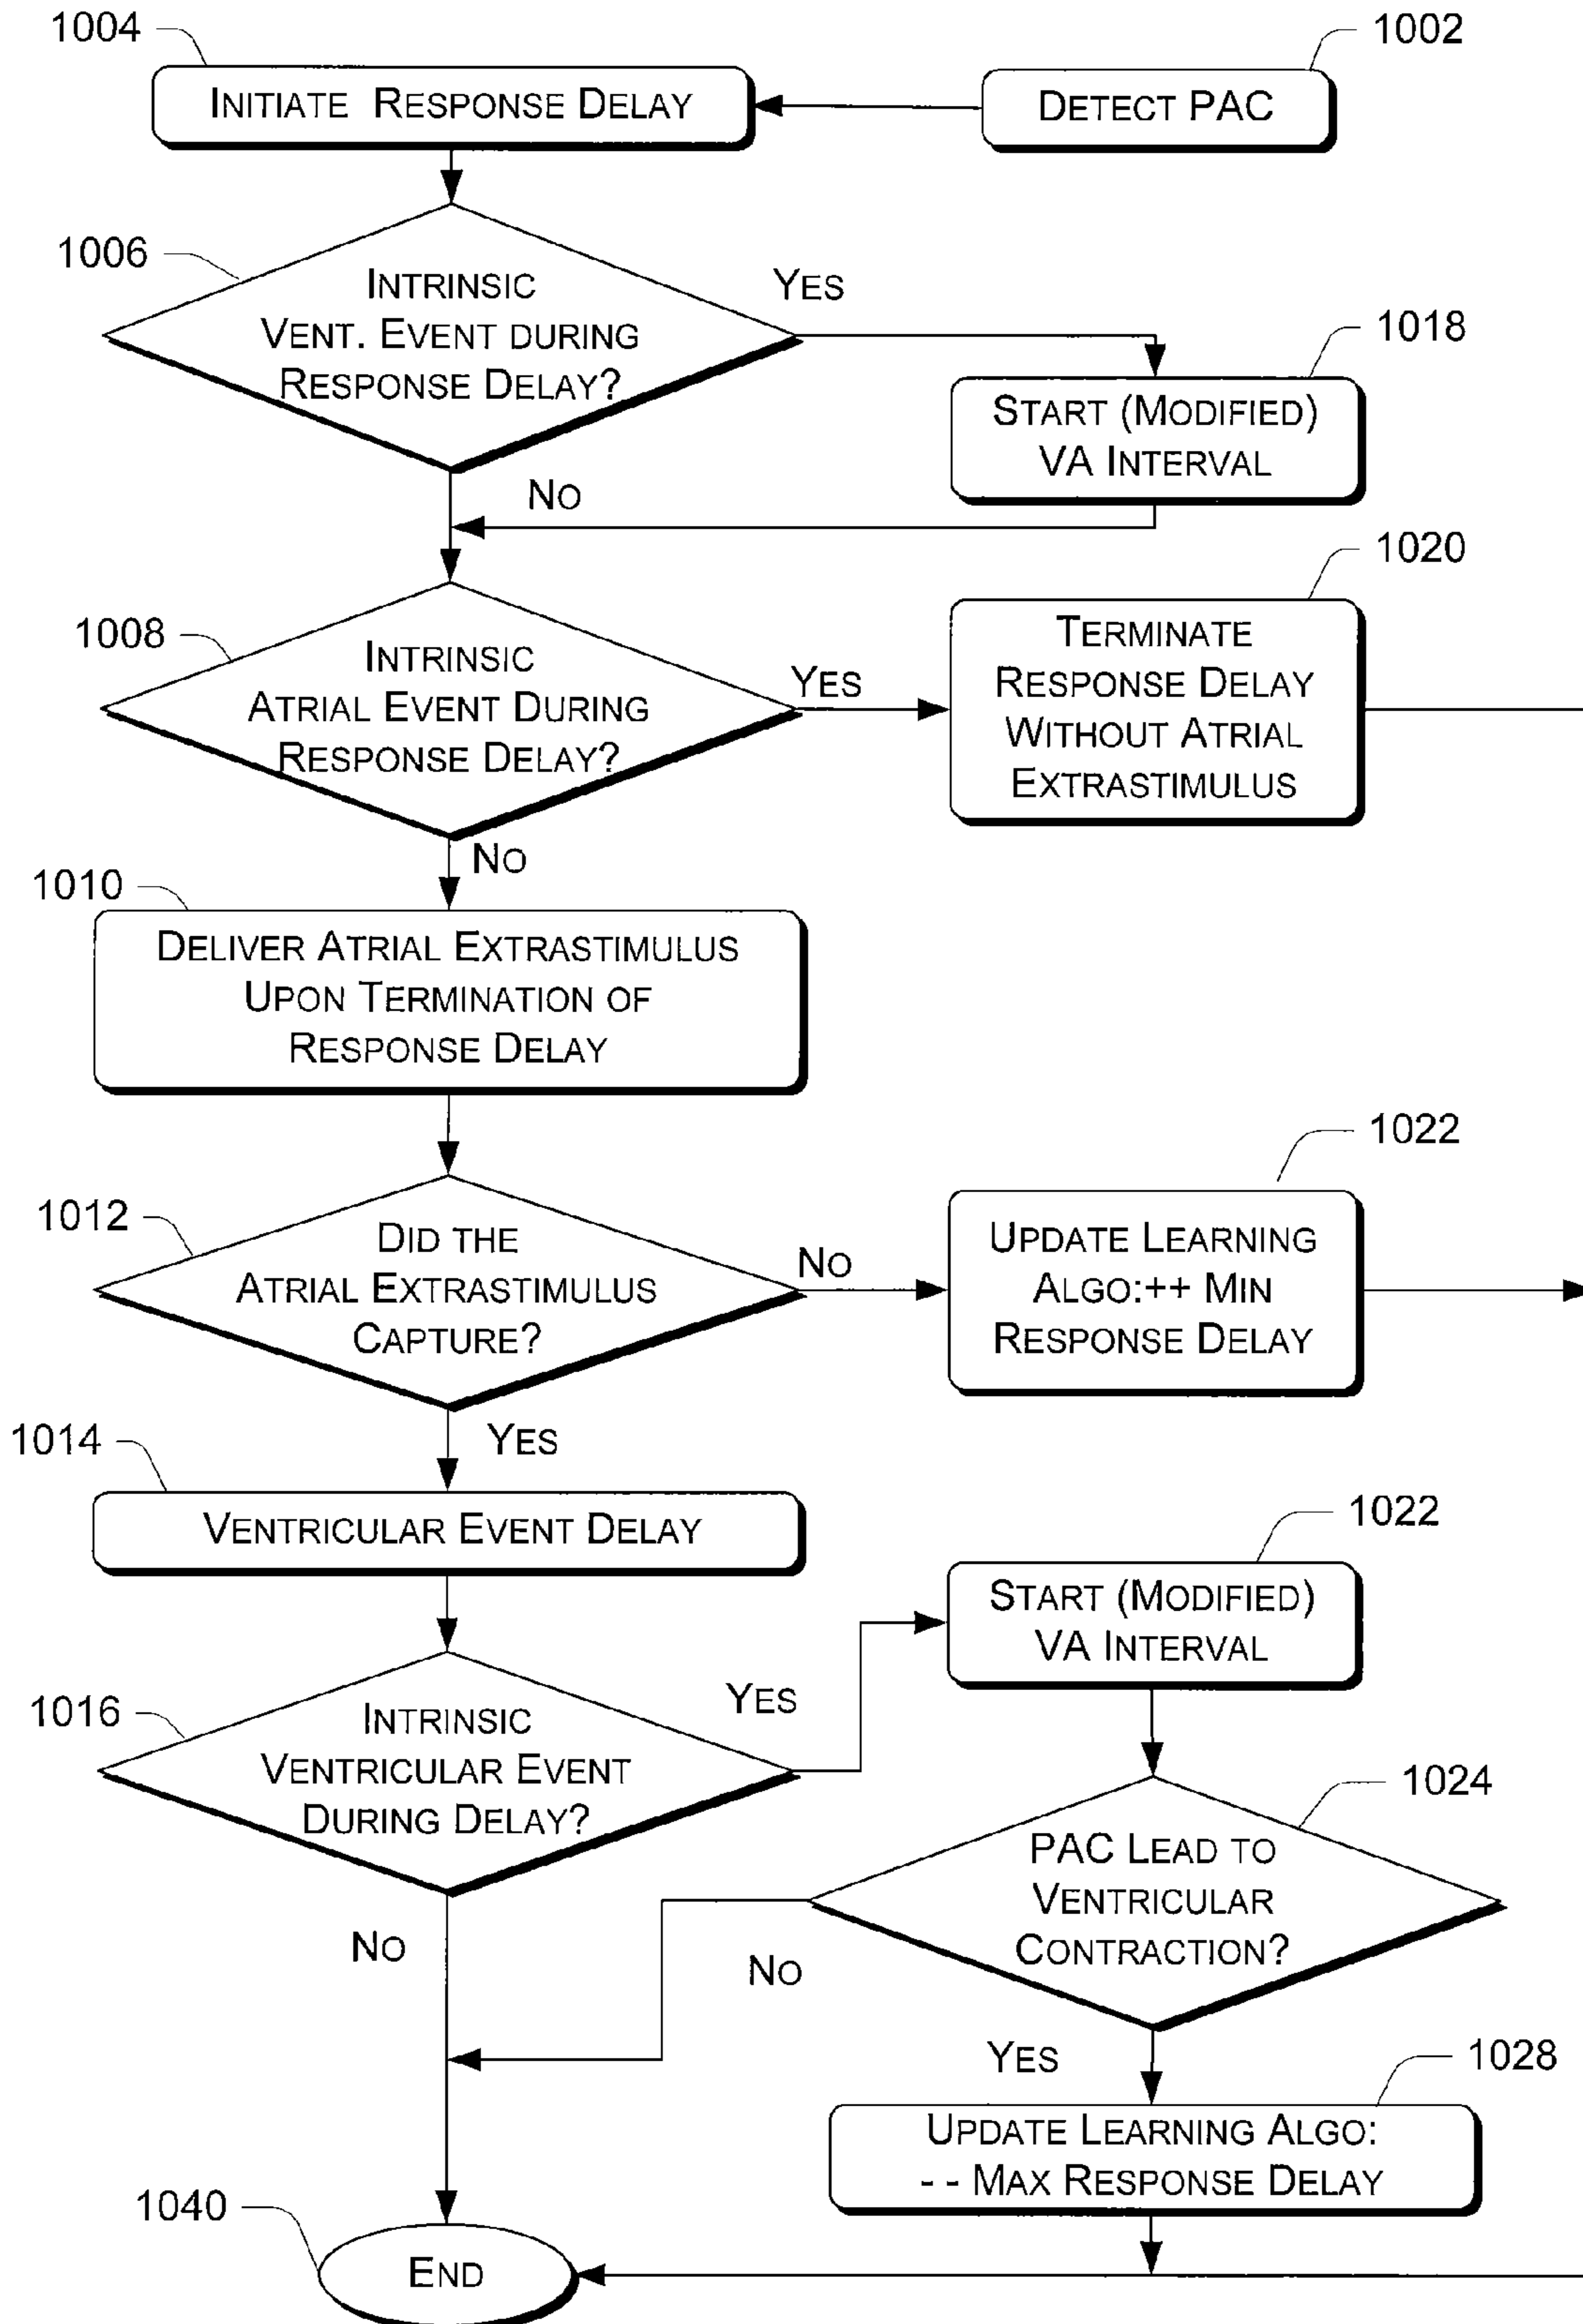 1004
1002
INITIATE RESPONSE DELAY
DETECT PAC
1006
INTRINSIC
VENT. EVENT DURING
RESPONSE DELAY?
YES
1018
START (MODIFIED)
VA INTERVAL
NO
1020
1008
INTRINSIC
ATRIAL EVENT DURING
RESPONSE DELAY?
YES
TERMINATE
RESPONSE DELAY
WITHOUT ATRIAL
EXTRASTIMULUS
NO
1010
DELIVER ATRIAL EXTRASTIMULUS
UPON TERMINATION OF
RESPONSE DELAY
1022
1012
DID THE
ATRIAL EXTRASTIMULUS
CAPTURE?
NO
UPDATE LEARNING
ALGO:++ MIN
RESPONSE DELAY
YES
1014
VENTRICULAR EVENT DELAY
1022
START (MODIFIED)
VA INTERVAL
1016
INTRINSIC
VENTRICULAR EVENT
DURING DELAY?
YES
1024
PAC LEAD TO
VENTRICULAR
CONTRACTION?
NO
NO
YES
1028
UPDATE LEARNING ALGO:
- - MAX RESPONSE DELAY
1040
END